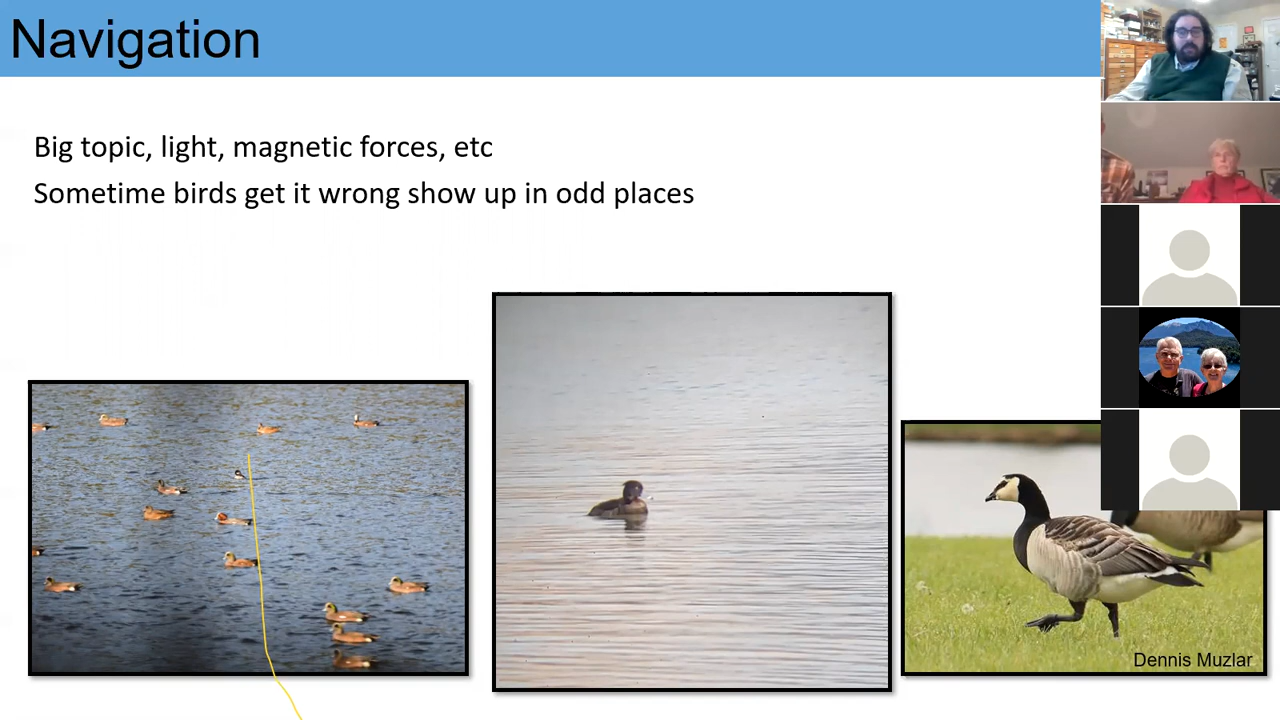 Navigation
Big topic, light, magnetic forces, etc
Sometime birds get it wrong show up in odd places
Dennis Muzlar